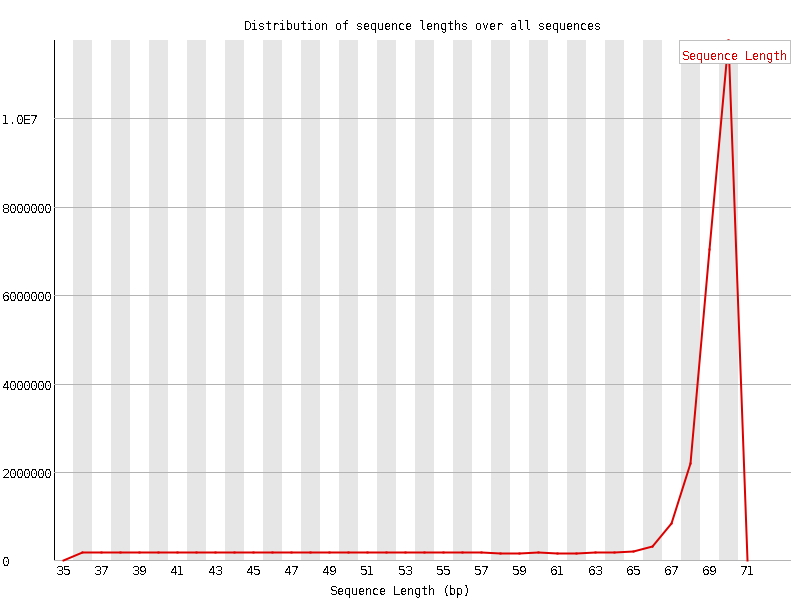 Distribution of sequence lengths over all sequences
Sequence Length
1.0E7
8000000
6000000
4000000
2000000
0
35 37 39 41 43 45 47 49 51 53 55 57 59 61 63 65 67 69 71
Sequence Length (bp)